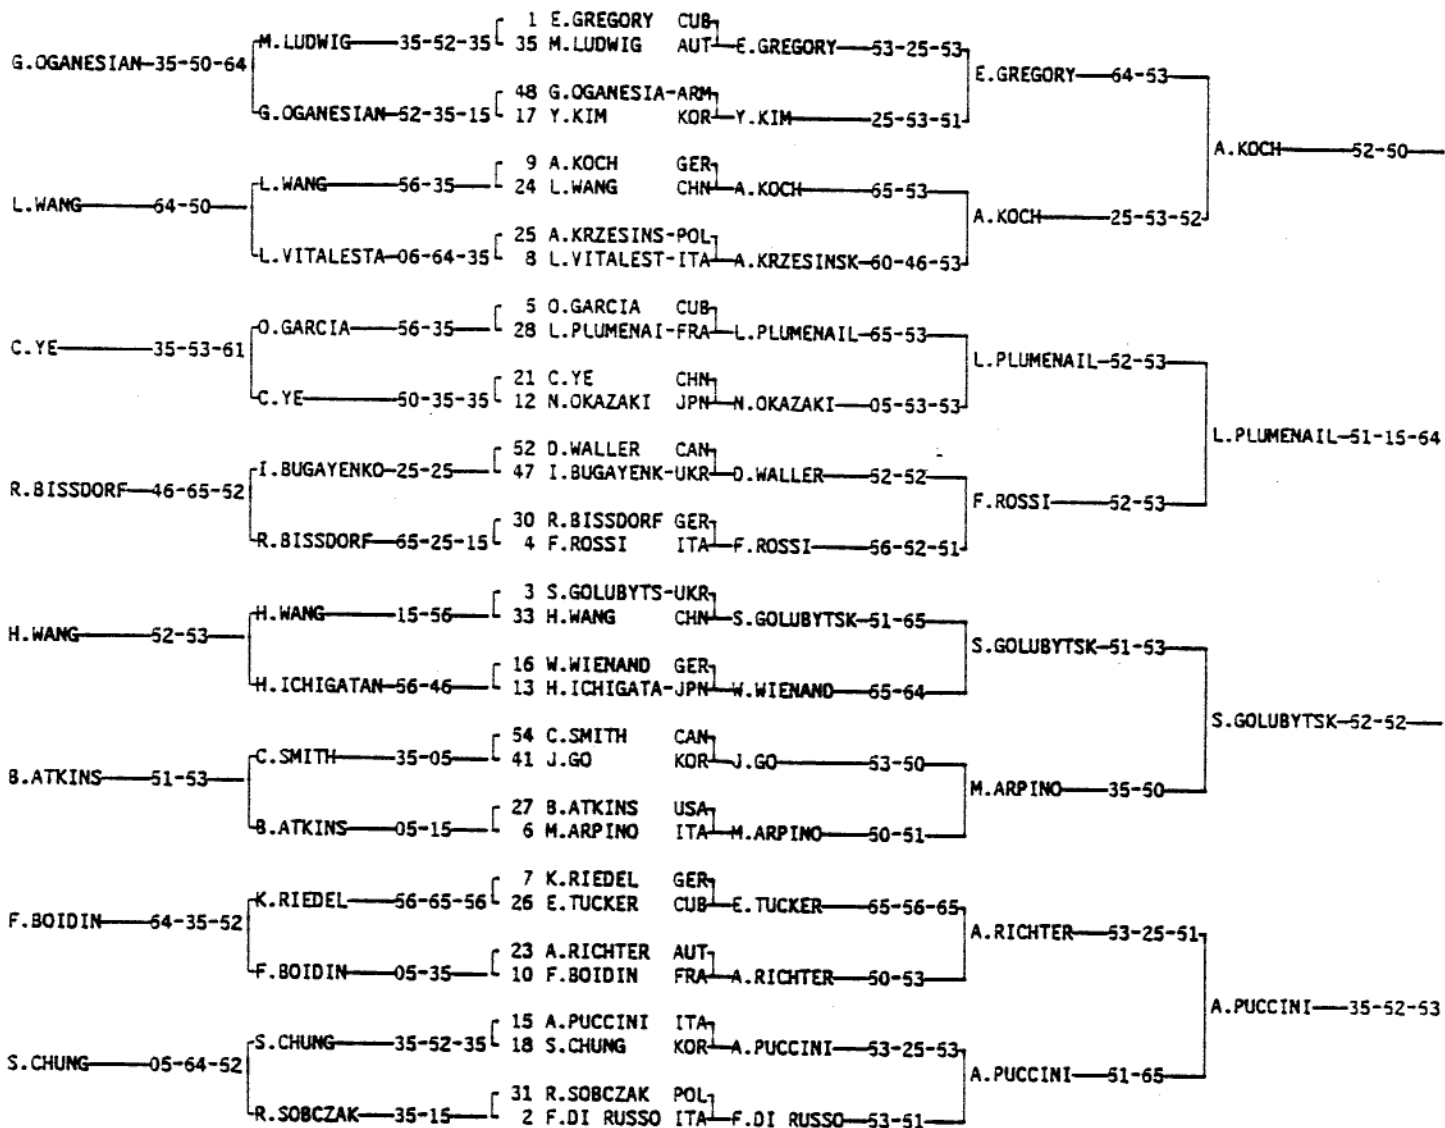 1 E.GREGORY CUB
M.LUDWIG 35-52-35 35 M.LUDWIG AUT E.GREGORY 53-25-53
G.OGANESIAN 35-50-64 E.GREGORY 64-53
48 G.OGANESIA-ARM
G.OGANESIAN 52-35-15 17 Y.KIM KOR Y.KIM 25-53-51
A.KOCH 52-50
9 A.KOCH GER
L.WANG 56-35 24 L.WANG CHN A.KOCH 65-53
L.WANG 64-50 A.KOCH 25-53-52
25 A.KRZESINS-POL
L.VITALESTA 06-64-35 8 L.VITALEST-ITA A.KRZESINSK 60-46-53
5 O.GARCIA CUB
O.GARCIA 56-35 28 L.PLUMENAI-FRA L.PLUMENAIL 65-53
C.YE 35-53-61 L.PLUMENAIL 52-53
21 C.YE CHN
C.YE 50-35-35 12 N.OKAZAKI JPN N.OKAZAKI 05-53-53
L.PLUMENAIL 51-15-64
52 D.WALLER CAN
I.BUGAYENKO 25-25 47 I.BUGAYENK-UKR D.WALLER 52-52
R.BISSDORF 46-65-52 F.ROSSI 52-53
30 R.BISSDORF GER
R.BISSDORF 65-25-15 4 F.ROSSI ITA F.ROSSI 56-52-51
3 S.GOLUBYTS-UKR
H.WANG 15-56 33 H.WANG CHN S.GOLUBYTSK 51-65
H.WANG 52-53 S.GOLUBYTSK 51-53
16 W.WIENAND GER
H.ICHIGATAN 56-46 13 H.ICHIGATA-JPN W.WIENAND 65-64
S.GOLUBYTSK 52-52
54 C.SMITH CAN
C.SMITH 35-05 41 J.GO KOR J.GO 53-50
B.ATKINS 51-53 M.ARPINO 35-50
27 B.ATKINS USA
B.ATKINS 05-15 6 M.ARPINO ITA M.ARPINO 50-51
7 K.RIEDEL GER
K.RIEDEL 56-65-56 26 E.TUCKER CUB E.TUCKER 65-56-65
F.BOIDIN 64-35-52 A.RICHTER 53-25-51
23 A.RICHTER AUT
F.BOIDIN 05-35 10 F.BOIDIN FRA A.RICHTER 50-53
A.PUCCINI 35-52-53
15 A.PUCCINI ITA
S.CHUNG 35-52-35 18 S.CHUNG KOR A.PUCCINI 53-25-53
S.CHUNG 05-64-52 A.PUCCINI 51-65
31 R.SOBCZAK POL
R.SOBCZAK 35-15 2 F.DI RUSSO ITA F.DI RUSSO 53-51